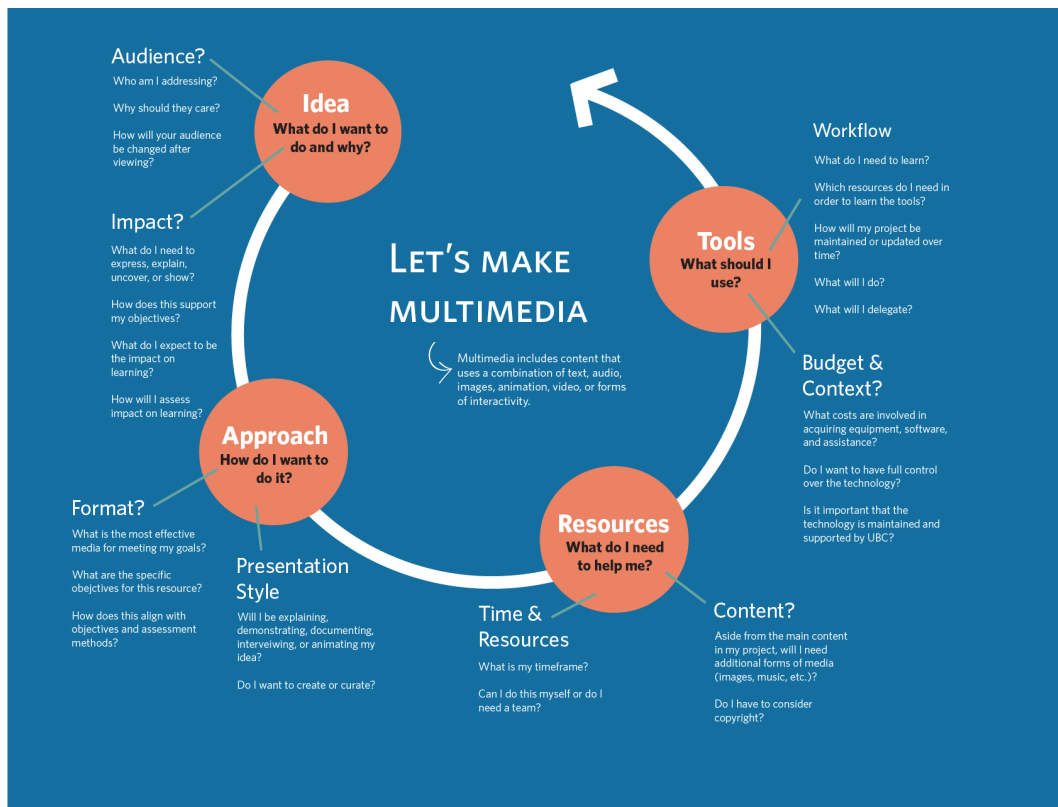 Audience?
Who am I addressing?
Why should they care?
How will your audience
be changed after
viewing?
Idea
What do I want to
do and why?
Impact?
What do I need to
express, explain,
uncover, or show?
How does this support
my objectives?
What do I expect to be
the impact on
learning?
How will I assess
impact on learning?
LET'S MAKE
MULTIMEDIA
Multimedia includes content that
uses a combination of text, audio,
images, animation, video, or forms
of interactivity.
Approach
How do I want to
do it?
Format?
What is the most effective
media for meeting my goals?
What are the specific
obejctives for this resource?
How does this align with
objectives and assessment
methods?
Presentation
Style
Will I be explaining,
demonstrating, documenting,
interveiwing, or animating my
idea?
Do I want to create or curate?
Resources
What do I need
to help me?
Time &
Resources
What is my timeframe?
Can I do this myself or do I
need a team?
Content?
Aside from the main content
in my project, will I need
additional forms of media
(images, music, etc.)?
Do I have to consider
copyright?
Tools
What should I
use?
Workflow
What do I need to learn?
Which resources do I need in
order to learn the tools?
How will my project be
maintained or updated over
time?
What will I do?
What will I delegate?
Budget &
Context?
What costs are involved in
acquiring equipment, software,
and assistance?
Do I want to have full control
over the technology?
Is it important that the
technology is maintained and
supported by UBC?